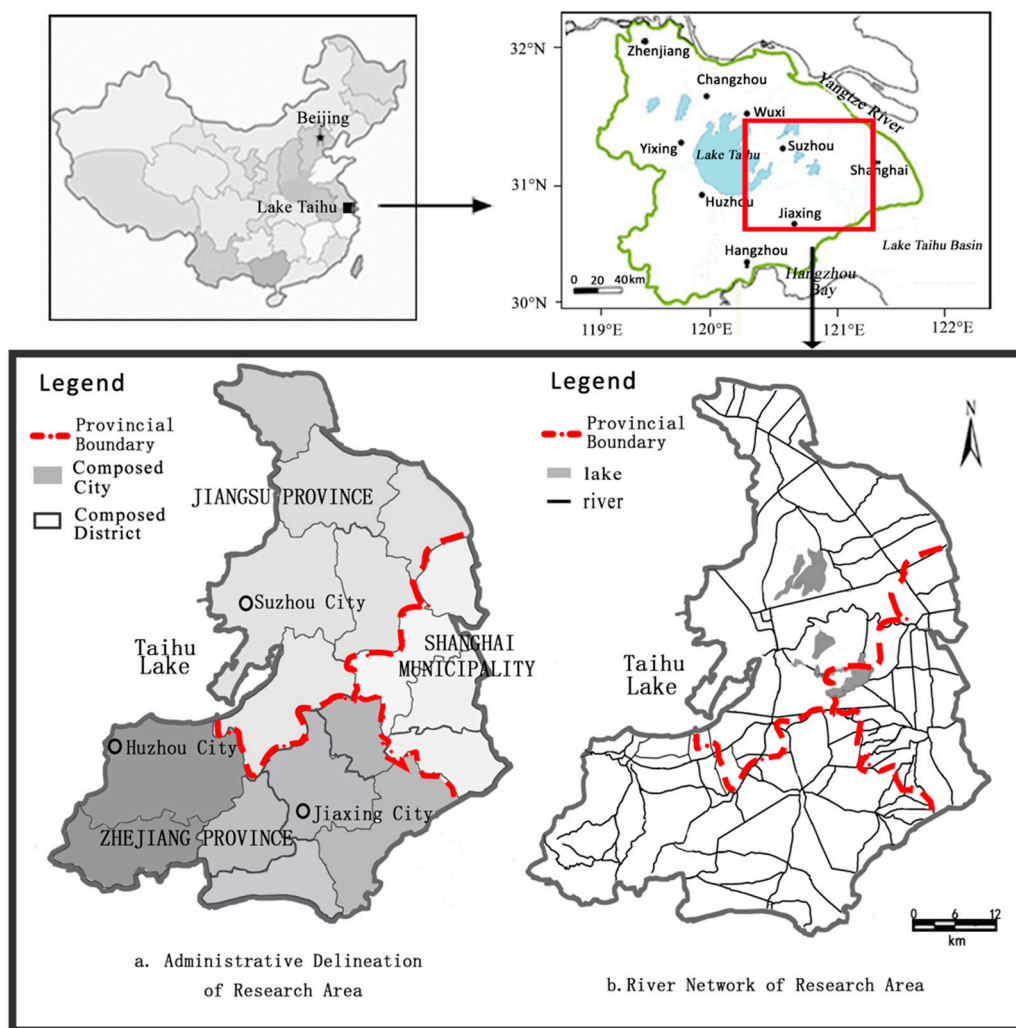 Beijing
Lake Taihu
32°N
31°N
30°N
119°E
120°E
121°E
122°E
Zhenjiang
Changzhou
Wuxi
Yangtze River
Yixing
Lake Taihu
Suzhou
Shanghai
Huzhou
Jiaxing
Hangzhou
Lake Taihu Basin
Hangzhou
Bay
0 20 40km
Legend
Provincial
Boundary
Composed
City
Composed
District
JIANGSU PROVINCE
Suzhou City
Taihu
Lake
SHANGHAI
MUNICIPALITY
Huzhou City
Jiaxing City
ZHEJIANG PROVINCE
a. Administrative Delineation
of Research Area
Legend
Provincial
Boundary
lake
river
N
Taihu
Lake
0 6 12
km
b. River Network of Research Area